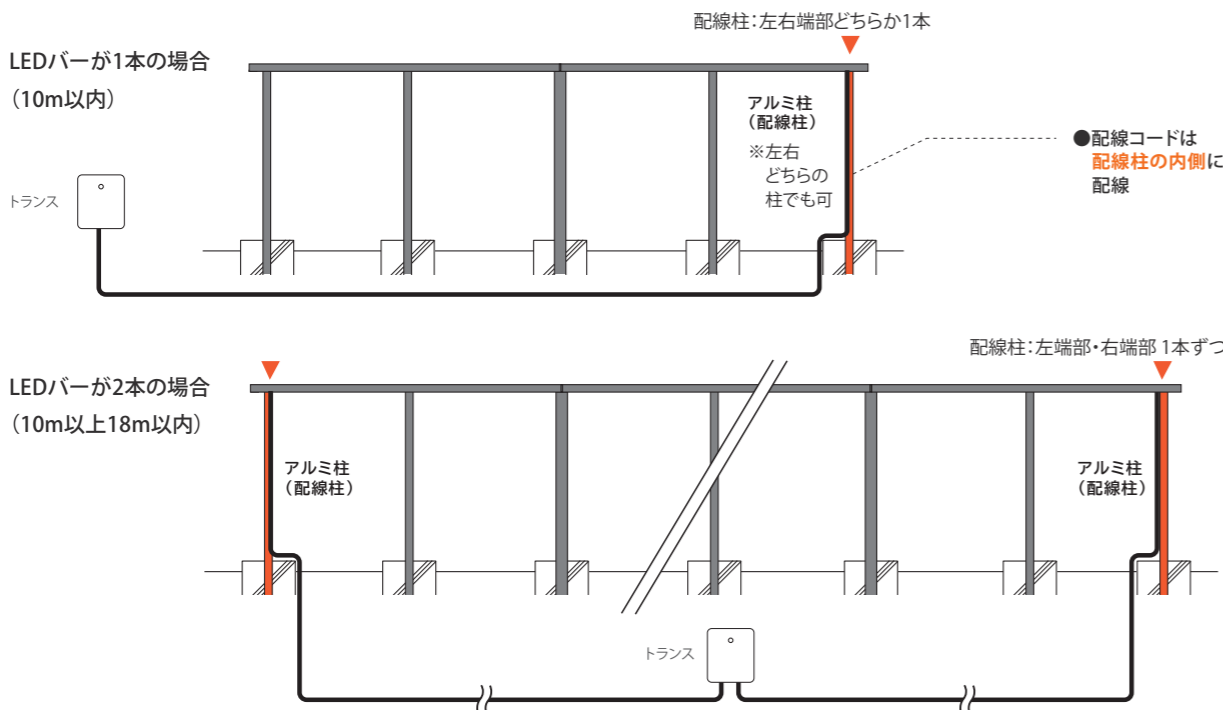 配線柱：左右端部どちらか1本
LEDバーが1本の場合
（10m以内）
アルミ柱
（配線柱）
※左右
どちらの
柱でも可
●配線コードは
配線柱の内側に
配線
トランス
配線柱：左端部・右端部 1本ずつ
LEDバーが2本の場合
（10m以上18m以内）
アルミ柱
（配線柱）
アルミ柱
（配線柱）
トランス